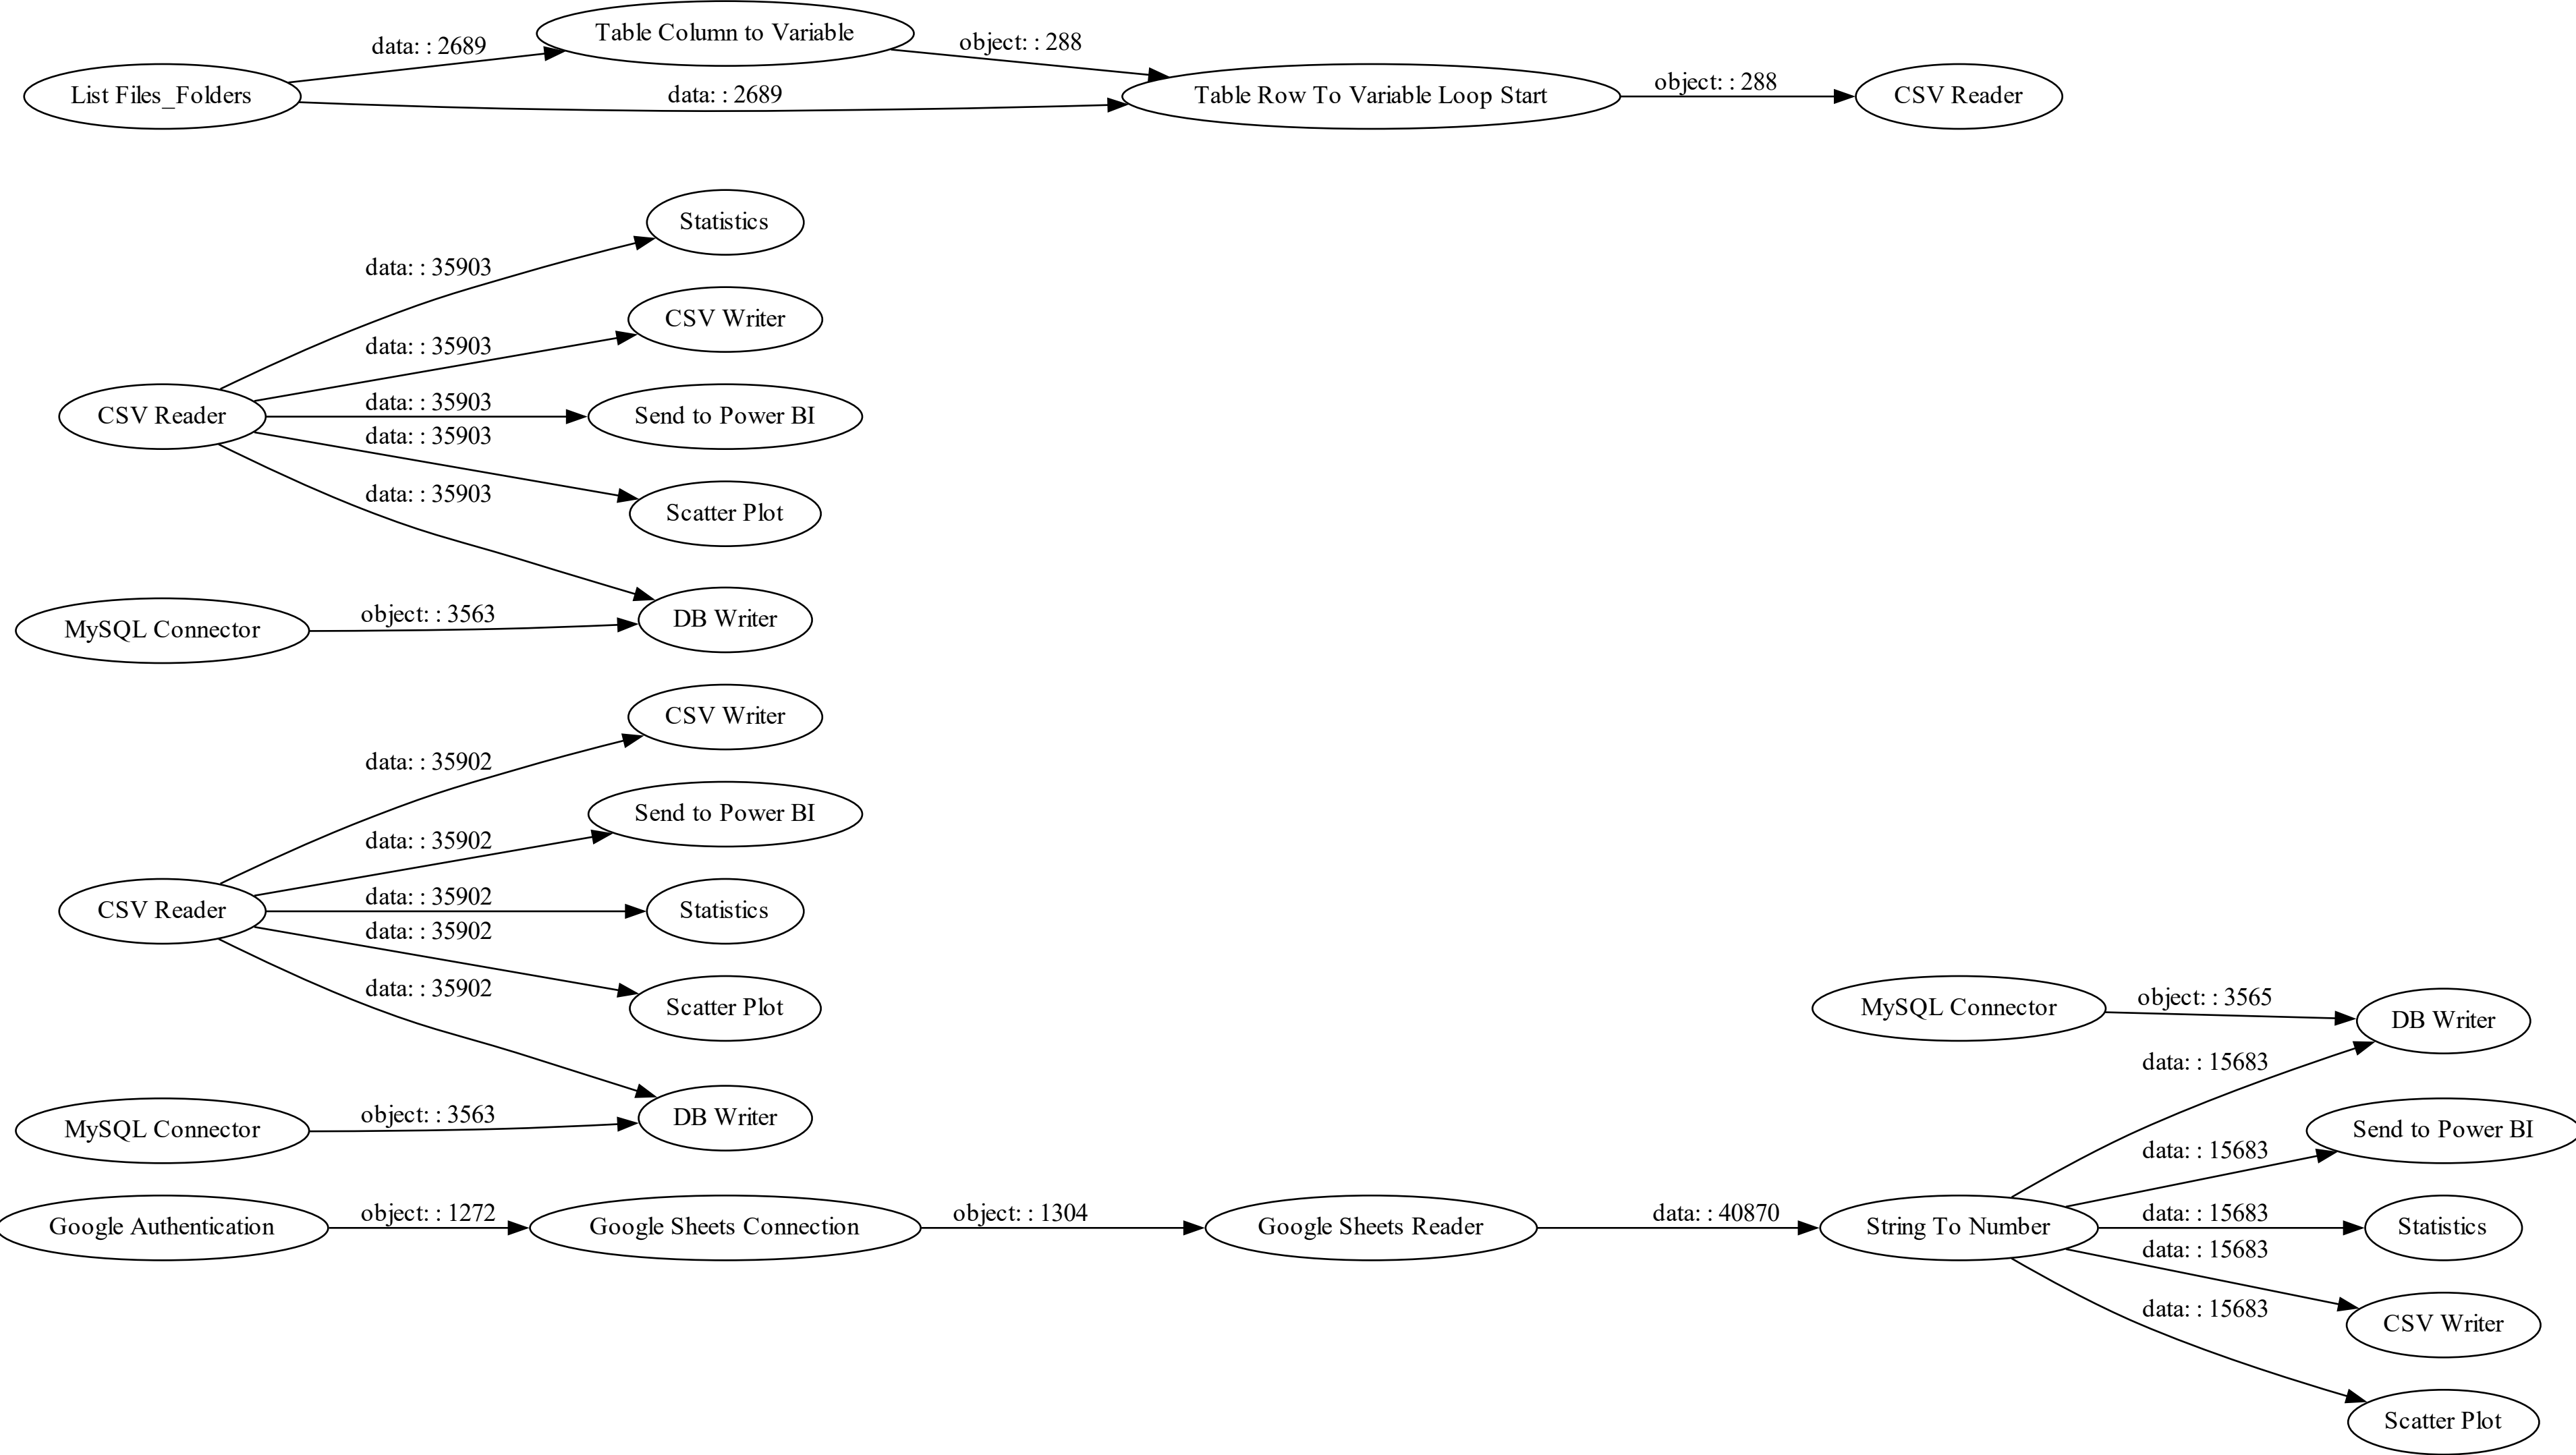 data: : 2689
Table Column to Variable
object: : 288
List Files_Folders
data: : 2689
Table Row To Variable Loop Start
object: : 288
CSV Reader
Statistics
data: : 35903
CSV Writer
data: : 35903
CSV Reader
data: : 35903
Send to Power BI
data: : 35903
Scatter Plot
data: : 35903
MySQL Connector
object: : 3563
DB Writer
CSV Writer
data: : 35902
Send to Power BI
data: : 35902
CSV Reader
data: : 35902
Statistics
data: : 35902
Scatter Plot
data: : 35902
MySQL Connector
object: : 3563
DB Writer
MySQL Connector
object: : 3565
DB Writer
data: : 15683
Send to Power BI
data: : 15683
Google Authentication
object: : 1272
Google Sheets Connection
object: : 1304
Google Sheets Reader
data: : 40870
String To Number
data: : 15683
Statistics
data: : 15683
CSV Writer
data: : 15683
Scatter Plot